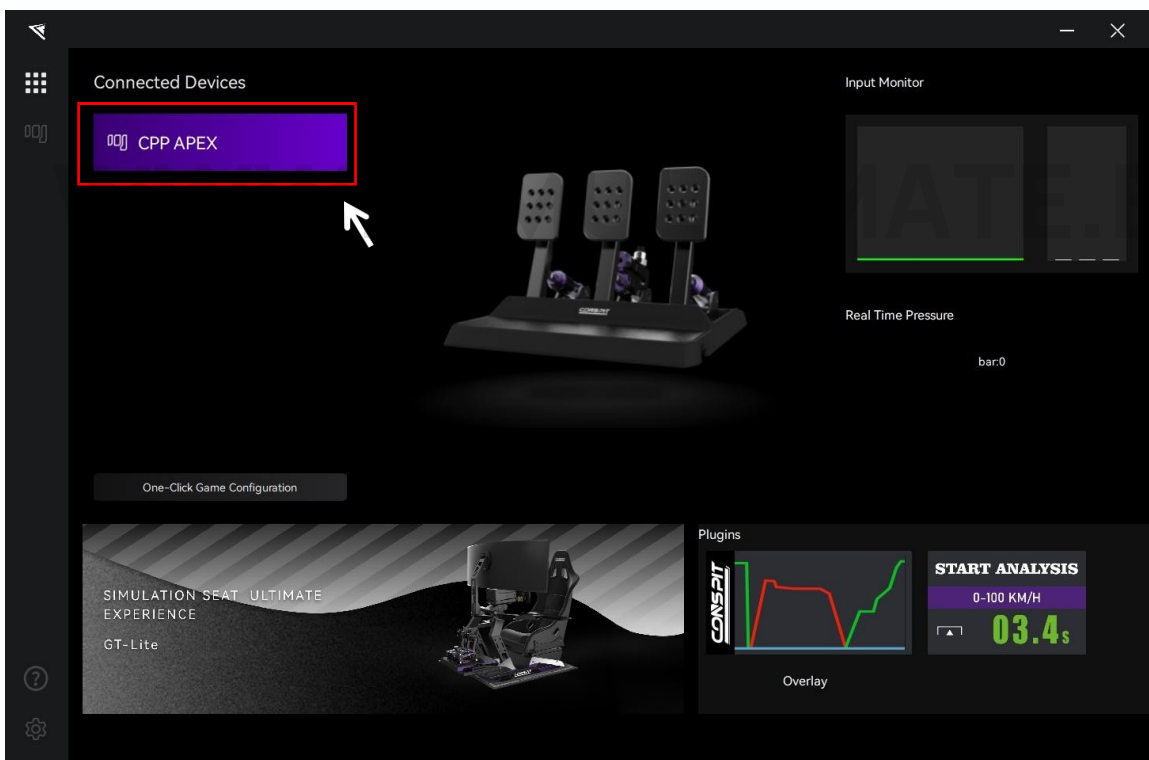 Connected Devices
CPP APEX
Input Monitor
Real Time Pressure
bar:0
One-Click Game Configuration
SIMULATION SEAT ULTIMATE
EXPERIENCE
GT-Lite
Plugins
CONSPIT
Overlay
START ANALYSIS
0-100 KM/H
03.4s
CONSPIT